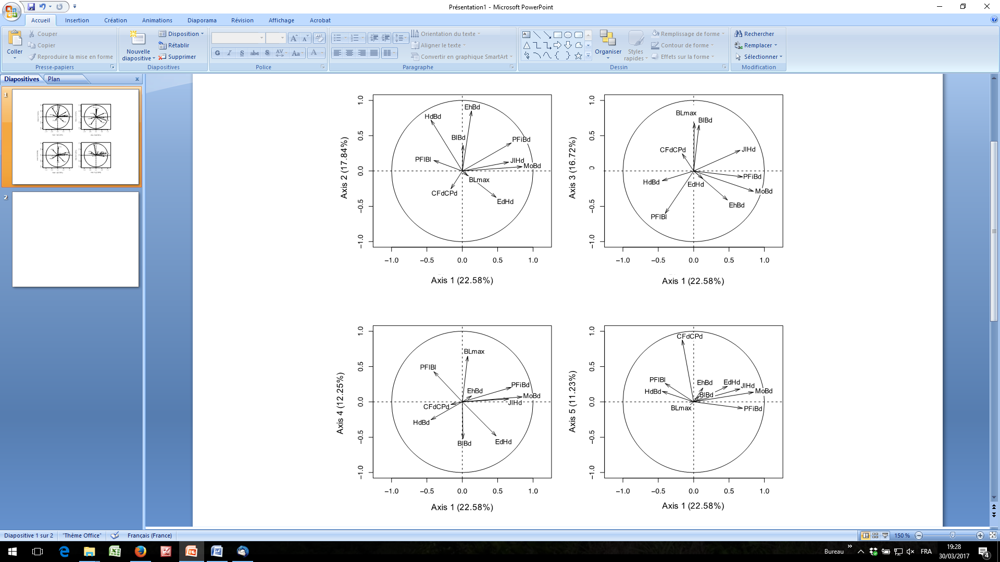 Présentation1 - Microsoft PowerPoint
Accueil Insertion Création Animations Diaporama Révision Affichage Acrobat
Coller
Couper
Copier
Reproduire la mise en forme
Presse-papiers
Nouvelle diapositive
Disposition
Rétablir
Supprimer
Diapositives
G I S abc S AV Aa A
Police
Orientation du texte
Aligner le texte
Convertir en graphique SmartArt
Paragraphe
Organiser
Styles rapides
Remplissage de forme
Contour de forme
Effets sur la forme
Dessin
Rechercher
Remplacer
Sélectionner
Modification
Diapositives Plan x
1
2
Axis 2 (17.84%)
1.0
0.5
0.0
−0.5
−1.0
EhBd
HdBd
BlBd
PFiBd
PFlBl
JlHd
MoBd
BLmax
CFdCPd
EdHd
−1.0 −0.5 0.0 0.5 1.0
Axis 1 (22.58%)
Axis 3 (16.72%)
1.0
0.5
0
−0.5
−1.0
BLmax
BlBd
CFdCPd
JlHd
PFiBd
HdBd
EdHd
MoBd
EhBd
PFlBl
−1.0 −0.5 0.0 0.5 1.0
Axis 1 (22.58%)
Axis 4 (12.25%)
1.0
0.5
0.0
−0.5
−1.0
BLmax
PFlBl
PFiBd
EhBd
MoBd
JlHd
CFdCPd
HdBd
BlBd
EdHd
−1.0 −0.5 0.0 0.5 1.0
Axis 1 (22.58%)
Axis 5 (11.23%)
1.0
0.5
0.0
−0.5
−1.0
CFdCPd
PFlBl
EhBd
EdHd
JlHd
HdBd
MoBd
BlBd
BLmax
PFiBd
−1.0 −0.5 0.0 0.5 1.0
Axis 1 (22.58%)
Diapositive 1 sur 2 "Thème Office" Français (France) 150 %
Bureau » FRA
19:28
30/03/2017
4